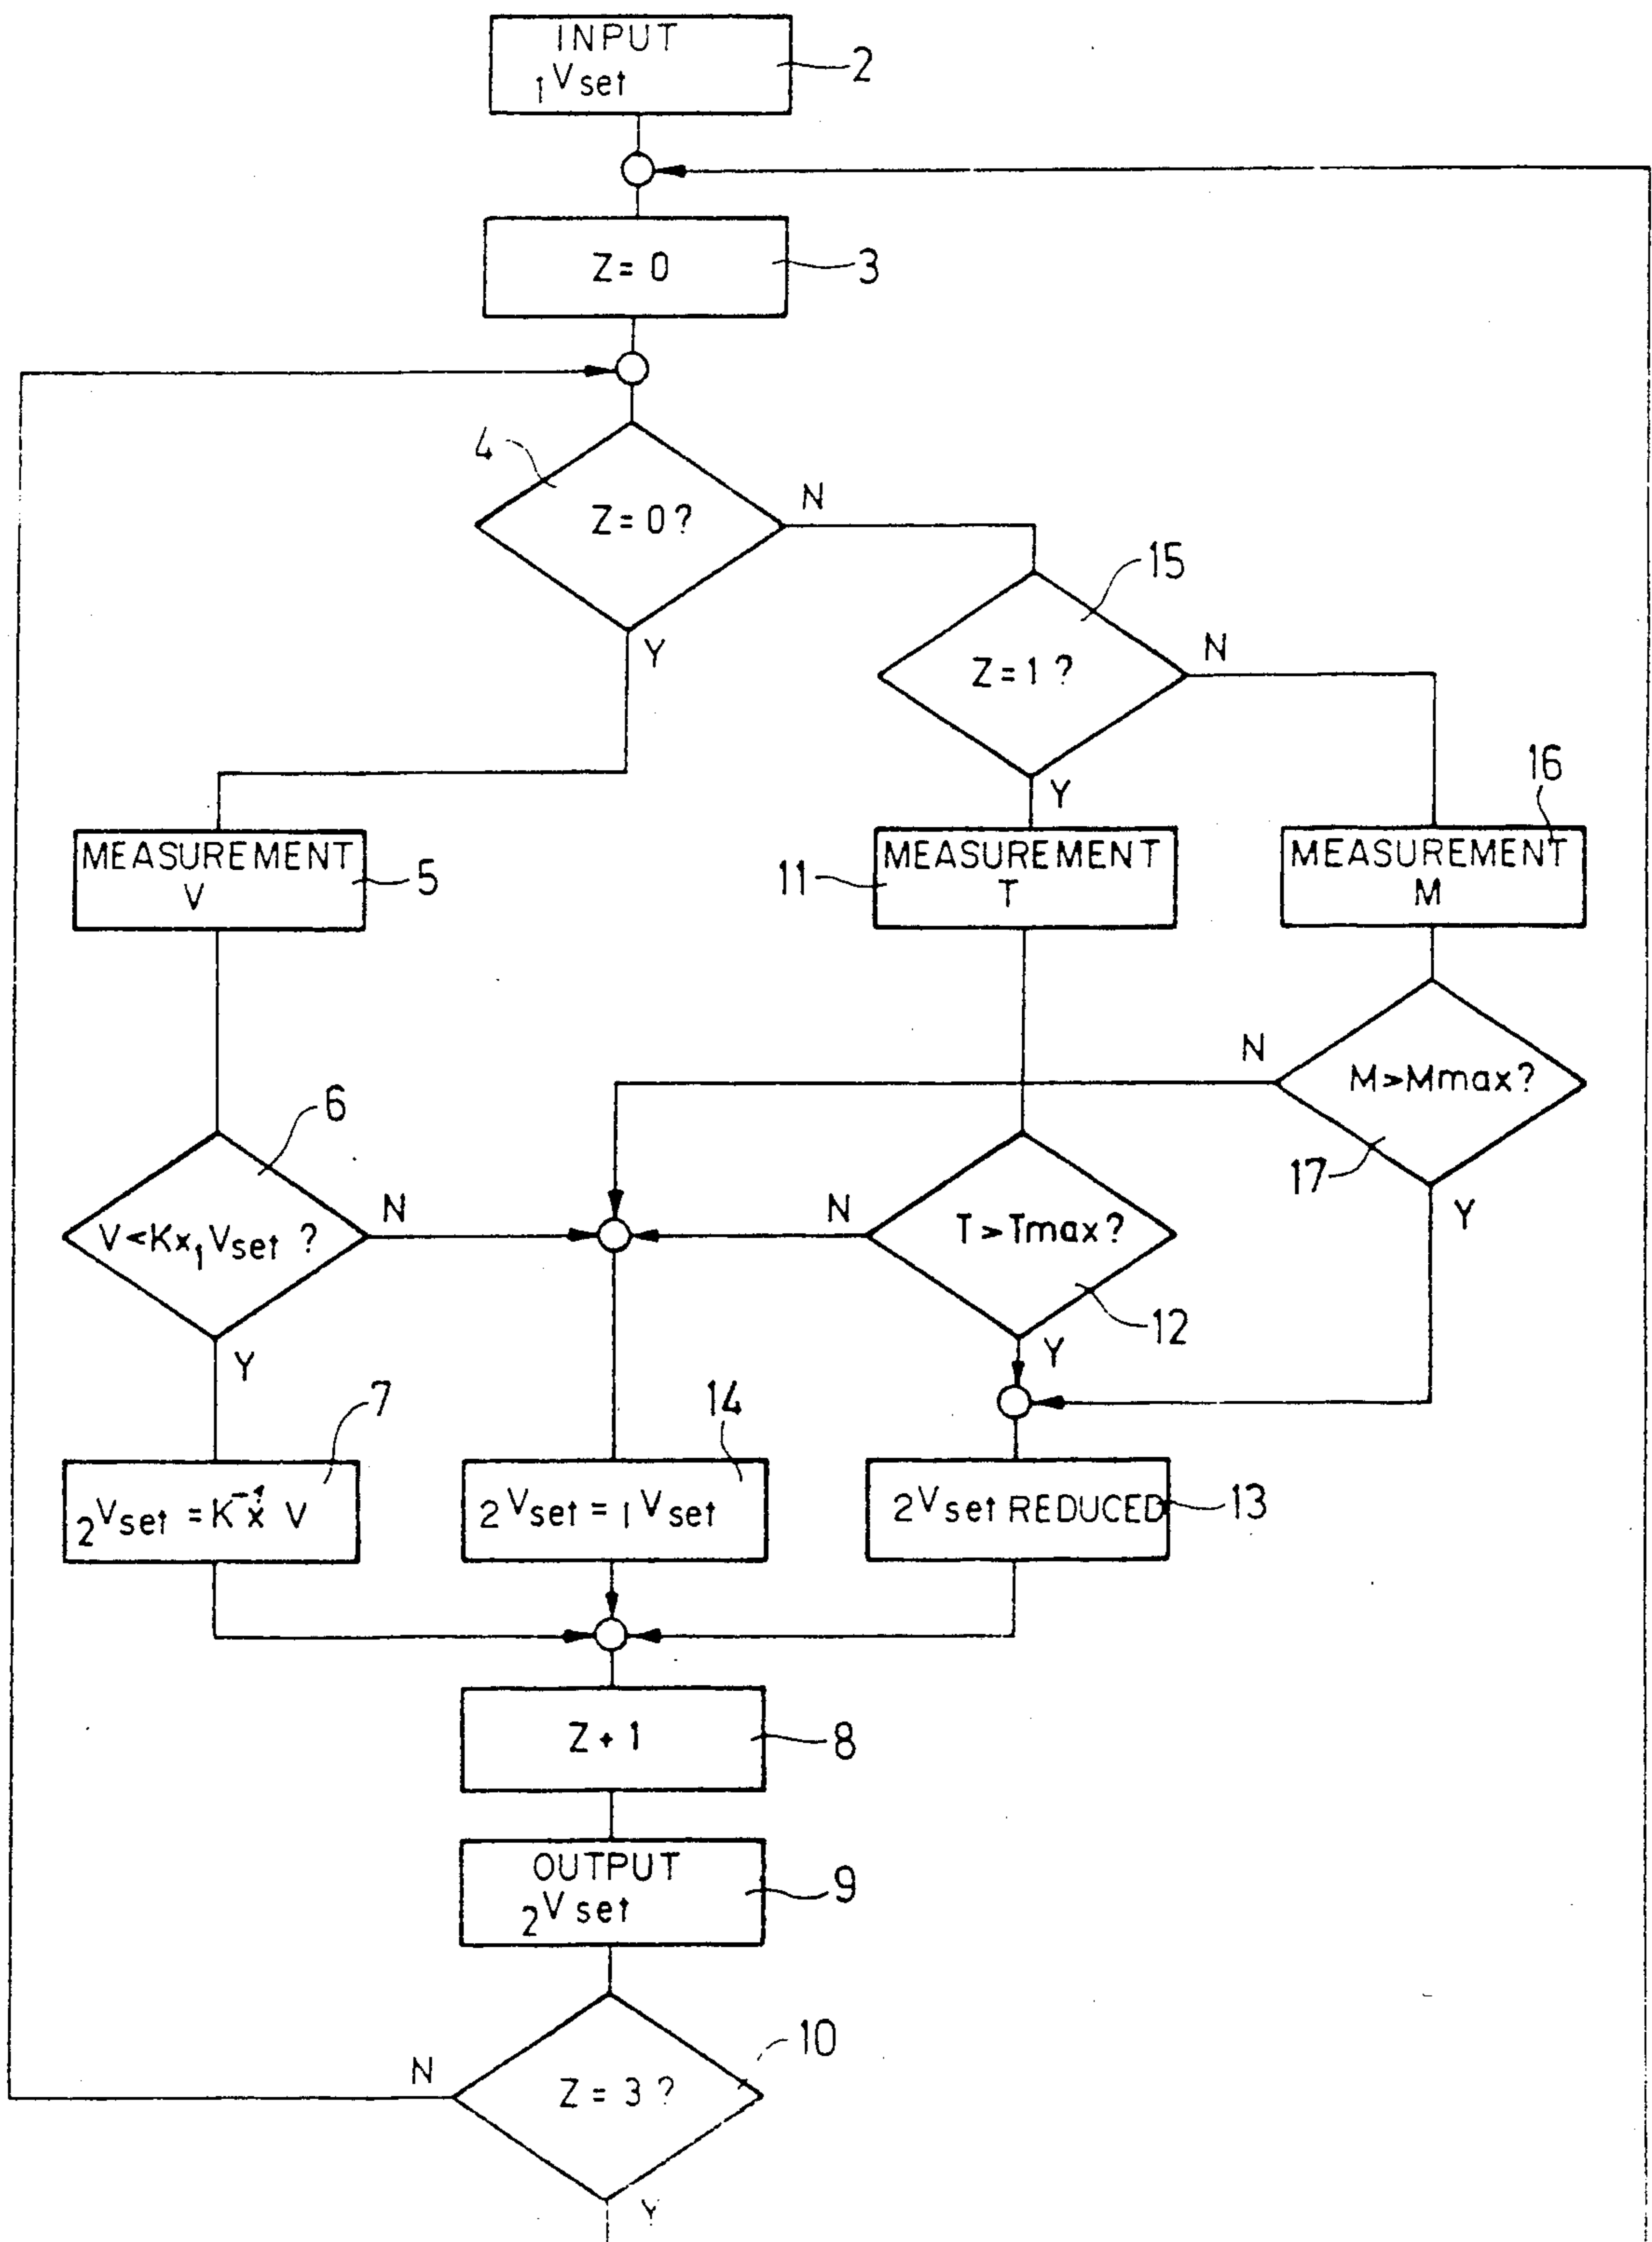 INPUT
₁Vset
2
Z=0
3
4
Z=0?
N
Y
15
Z=1?
N
Y
16
MEASUREMENT
V
5
11
MEASUREMENT
T
MEASUREMENT
M
N
M>Mmax?
17
Y
6
V<Kx₁Vset ?
N
Y
N
T>Tmax?
12
Y
7
₂Vset =K⁻¹x V
14
₂Vset = ₁Vset
₂Vset REDUCED
13
Z+1
8
OUTPUT
₂Vset
9
10
N
Z=3?
Y